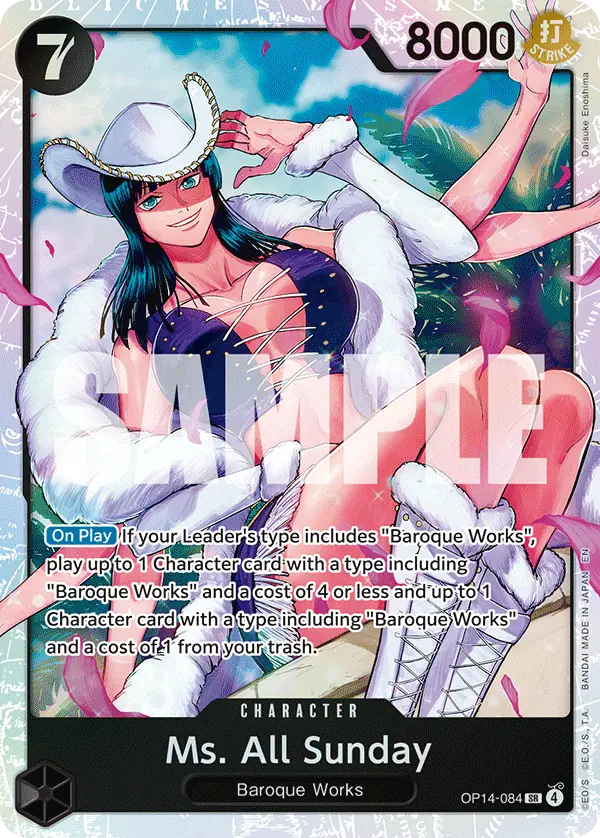 7
8000
打
STRIKE
Daisuke Enoshima
SAMPLE
On Play If your Leader's type includes "Baroque Works",
play up to 1 Character card with a type including
"Baroque Works" and a cost of 4 or less and up to 1
Character card with a type including "Baroque Works"
and a cost of 1 from your trash.
CHARACTER
Ms. All Sunday
Baroque Works
OP14-084 SR 4
©EO/S ©E.O./S, T.A. BANDAI MADE IN JAPAN EN